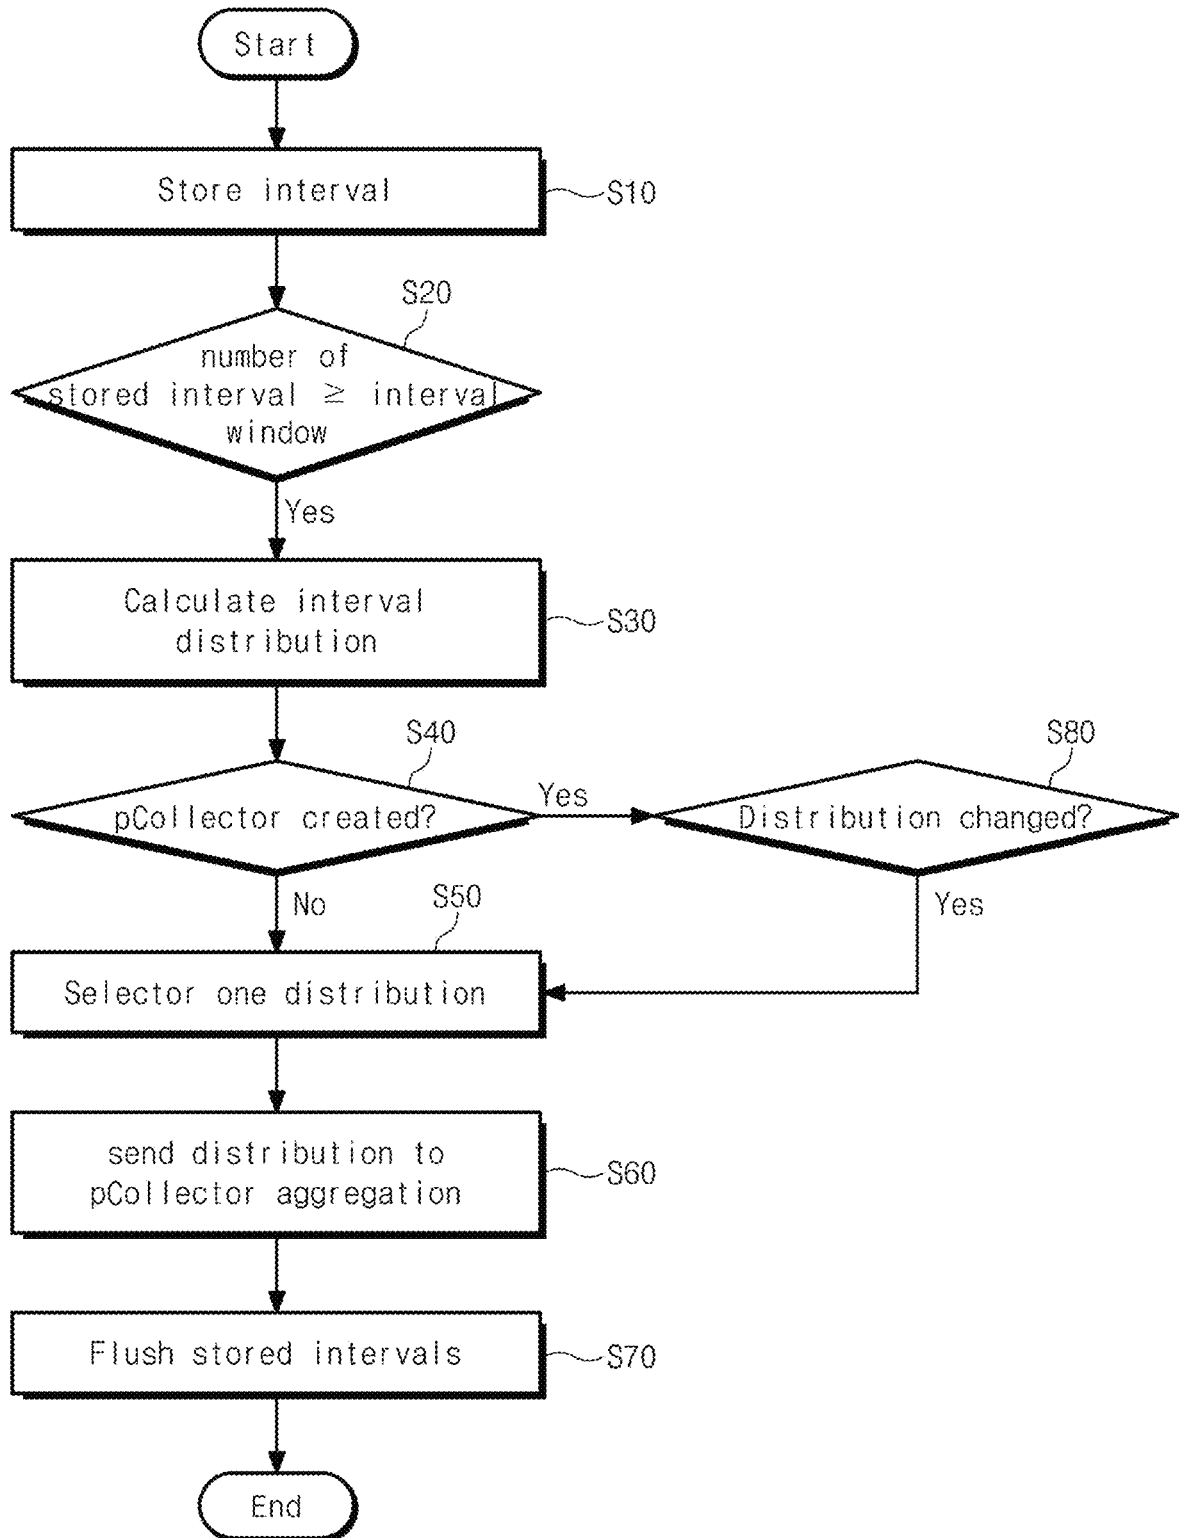 Start
Store interval
S10
S20
number of
stored interval ≥ interval
window
Yes
Calculate interval
distribution
S30
S40
pCollector created?
Yes
S80
Distribution changed?
No
Yes
S50
Selector one distribution
send distribution to
pCollector aggregation
S60
Flush stored intervals
S70
End